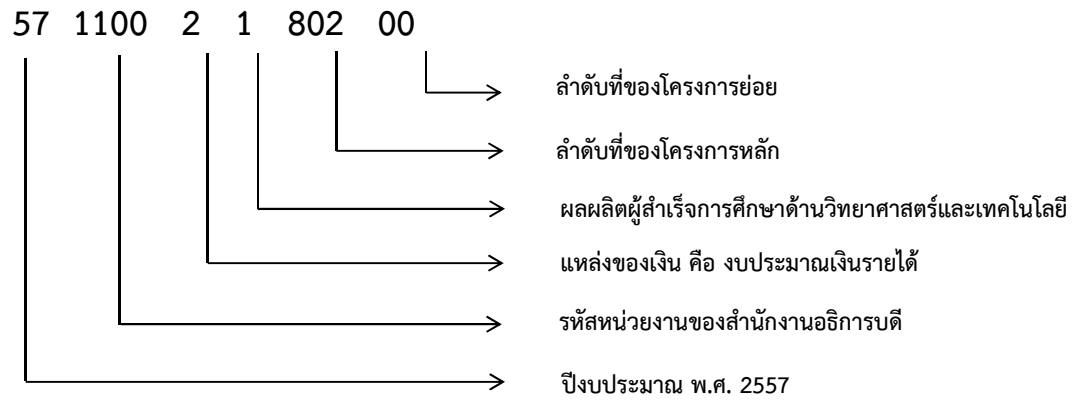 57 1100 2 1 802 00
ลำดับที่ของโครงการย่อย
ลำดับที่ของโครงการหลัก
ผลผลิตผู้สำเร็จการศึกษาด้านวิทยาศาสตร์และเทคโนโลยี
แหล่งของเงิน คือ งบประมาณเงินรายได้
รหัสหน่วยงานของสำนักงานอธิการบดี
ปีงบประมาณ พ.ศ. 2557